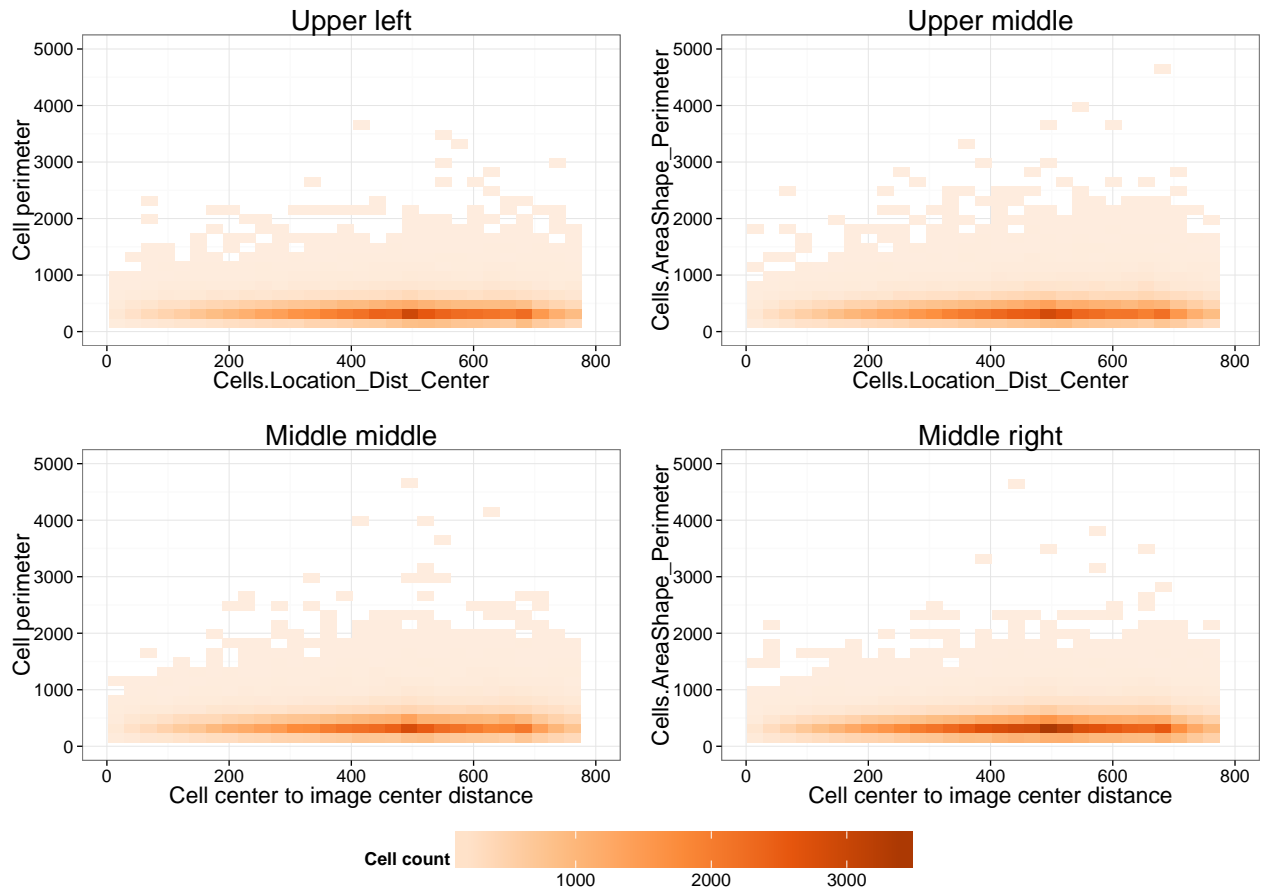 Upper left
Upper middle
5000
4000
3000
2000
1000
0
Cell perimeter
0 200 400 600 800
Cells.Location_Dist_Center
5000
4000
3000
2000
1000
0
Cells.AreaShape_Perimeter
0 200 400 600 800
Cells.Location_Dist_Center
Middle middle
Middle right
5000
4000
3000
2000
1000
0
Cell perimeter
0 200 400 600 800
Cell center to image center distance
5000
4000
3000
2000
1000
0
Cells.AreaShape_Perimeter
0 200 400 600 800
Cell center to image center distance
Cell count
1000 2000 3000